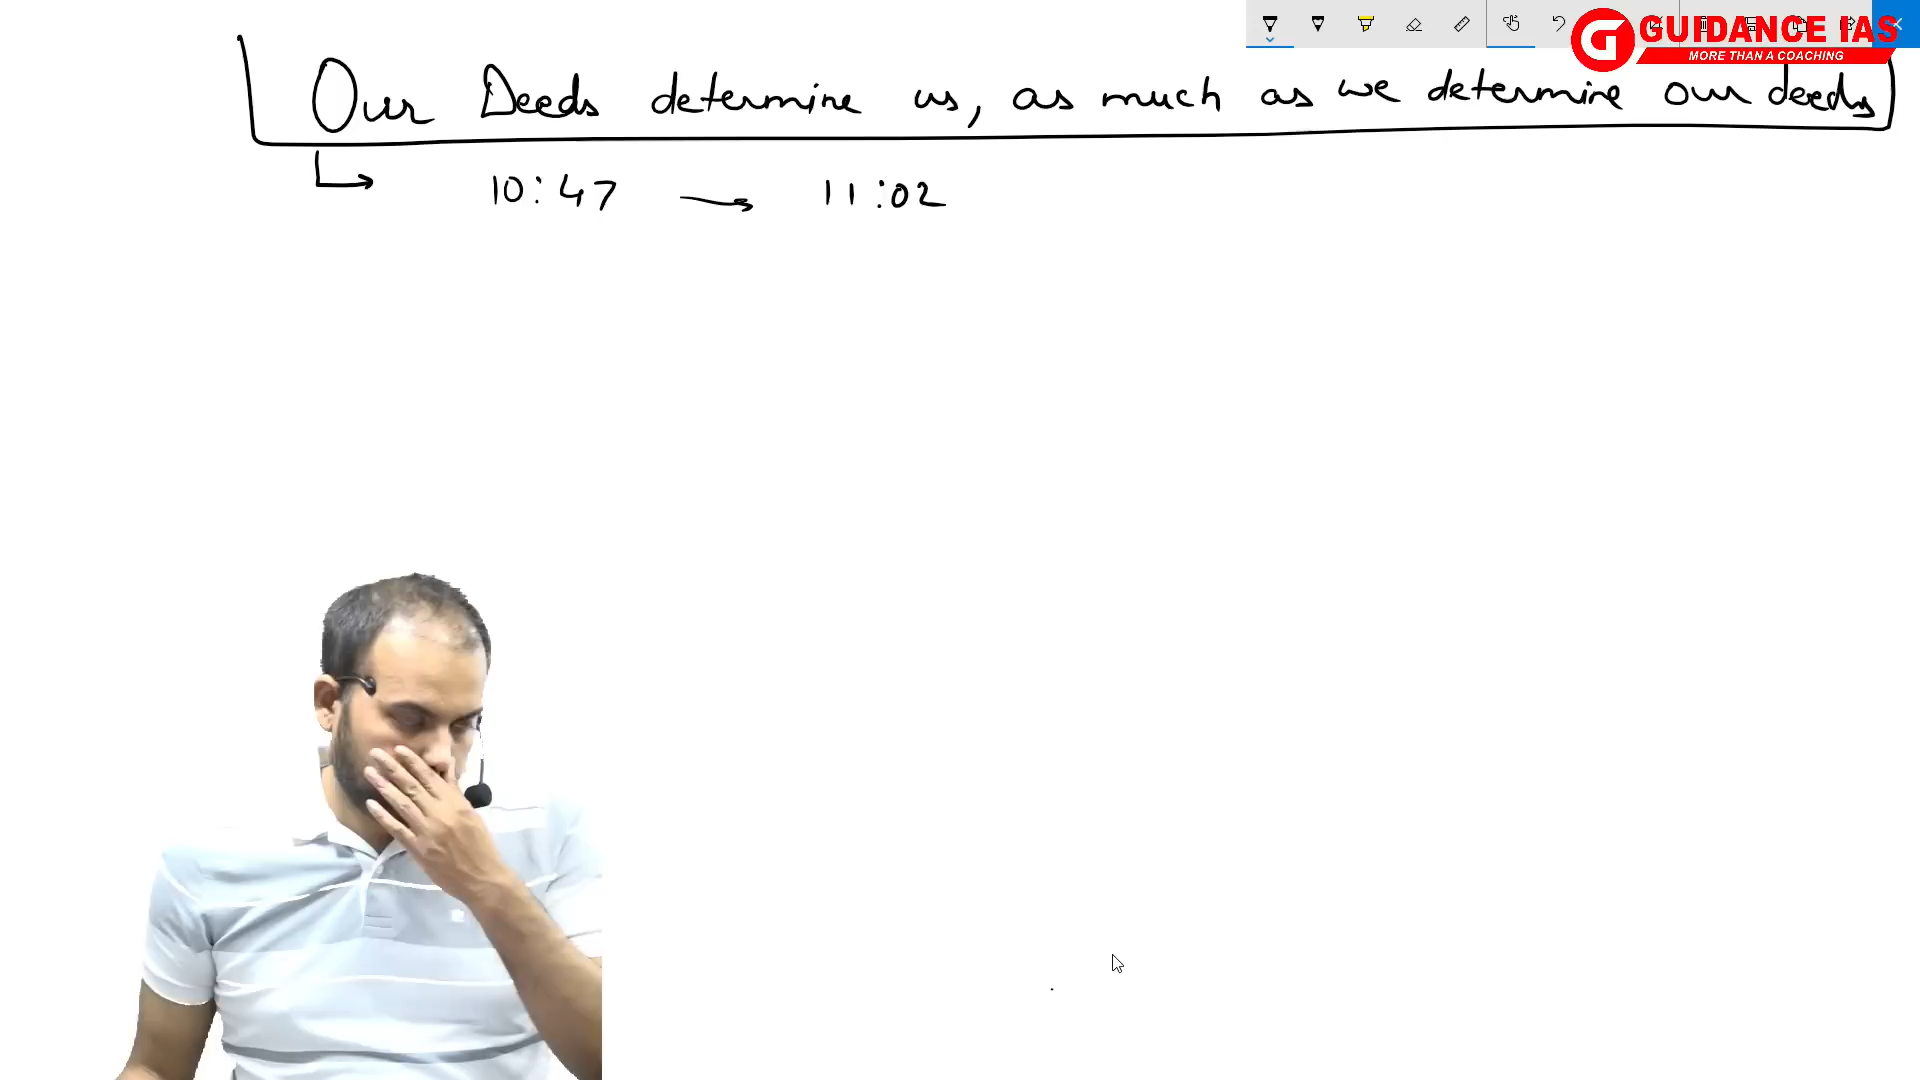 GUIDANCE IAS
MORE THAN A COACHING
Our Deeds determine us, as much as we determine our deeds
10:47 → 11:02